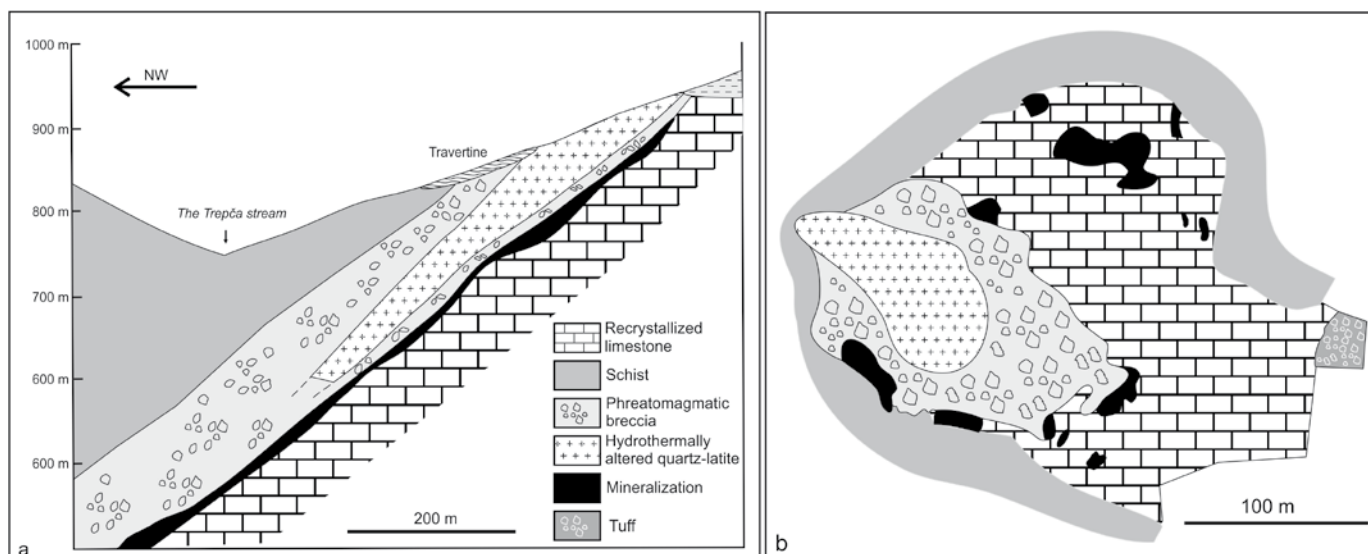 1000 m
NW
900 m
Travertine
800 m
The Trepča stream
700 m
600 m
600 m
Recrystallized
limestone
Schist
Phreatomagmatic
breccia
Hydrothermally
altered quartz-latite
Mineralization
Tuff
200 m
a
100 m
b